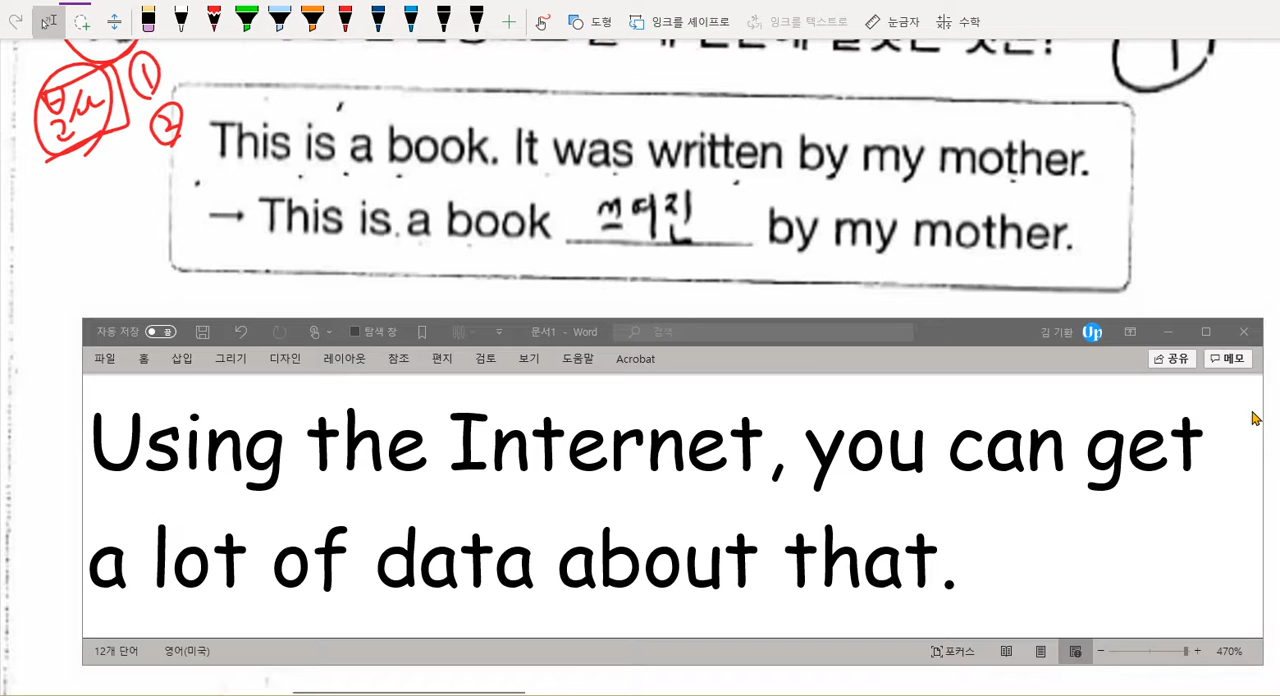 도형 잉크를 셰이프로 잉크를 텍스트로 눈금자 수학
분사 ① ②
This is a book. It was written by my mother.
→ This is a book 쓰여진 by my mother.
자동 저장 끔 탐색 창 문서1 - Word 검색 김 기환 Up
파일 홈 삽입 그리기 디자인 레이아웃 참조 편지 검토 보기 도움말 Acrobat 공유 메모
Using the Internet, you can get
a lot of data about that.
12개 단어 영어(미국) 포커스 470%